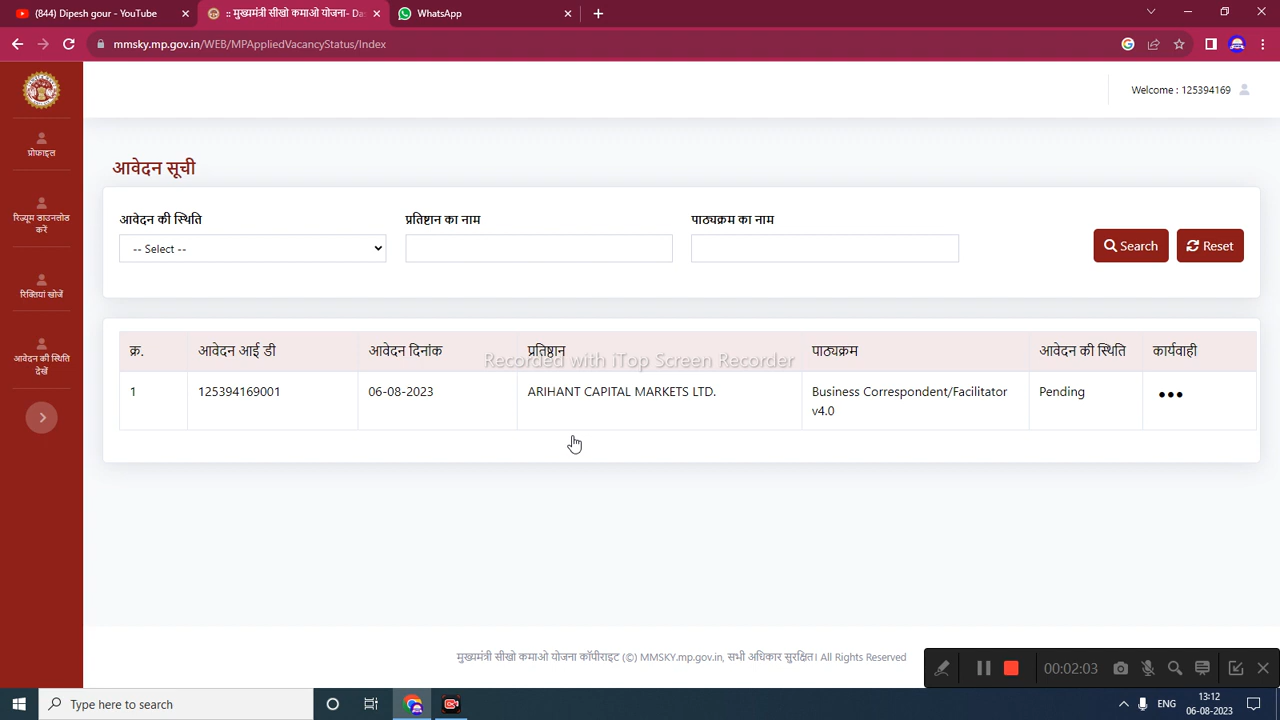 (844) Dipesh gour - YouTube
:: मुख्यमंत्री सीखो कमाओ योजना- Da
WhatsApp
mmsky.mp.gov.in/WEB/MPAppliedVacancyStatus/Index
Welcome : 125394169
प्रोफाइल
रिज्यूम डाउनलोड करें
रिक्तियां खोजें
आवेदन की स्थिति देखें
आवेदन सूची
आवेदन की स्थिति प्रतिष्ठान का नाम पाठ्यक्रम का नाम
-- Select -- Search Reset
क्र. आवेदन आई डी आवेदन दिनांक प्रतिष्ठान पाठ्यक्रम आवेदन की स्थिति कार्यवाही
Recorded with iTop Screen Recorder
1 125394169001 06-08-2023 ARIHANT CAPITAL MARKETS LTD. Business Correspondent/Facilitator v4.0 Pending
मुख्यमंत्री सीखो कमाओ योजना कॉपीराइट (©) MMSKY.mp.gov.in, सभी अधिकार सुरक्षित। All Rights Reserved
00:02:03
Type here to search
ENG
13:12
06-08-2023